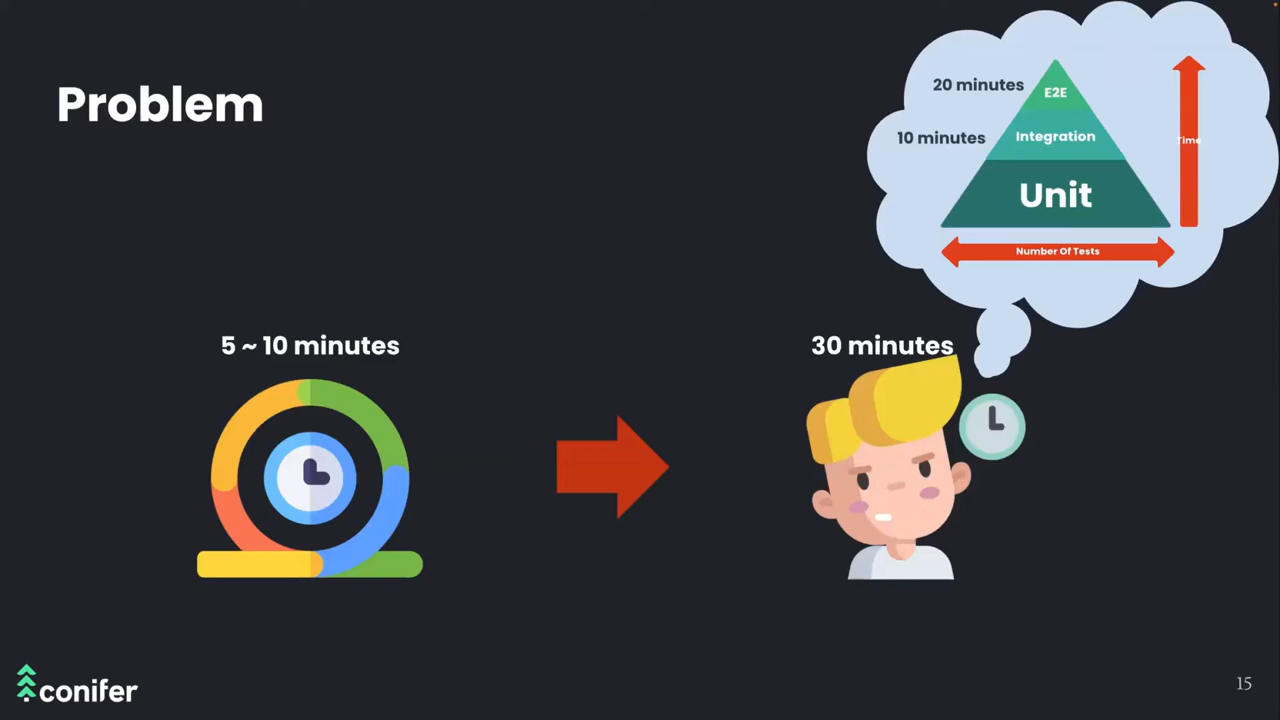 Problem
20 minutes
E2E
10 minutes
Integration
Time
Unit
Number Of Tests
5 ~ 10 minutes
30 minutes
conifer
15